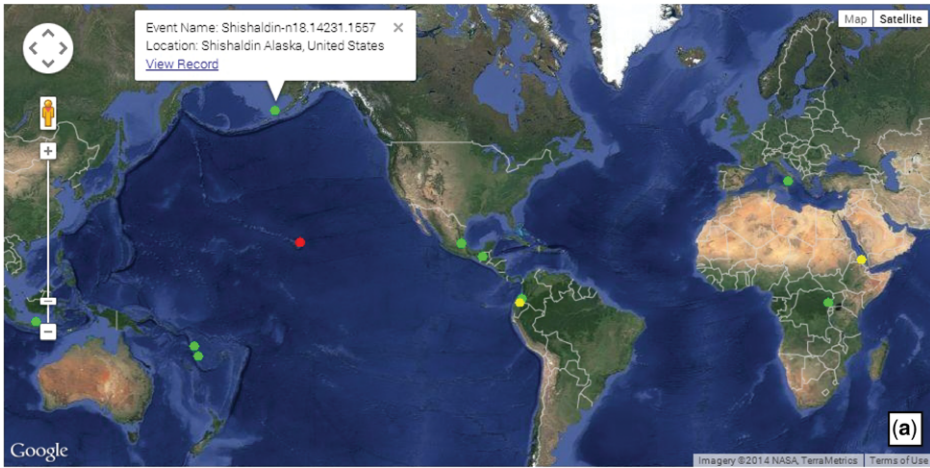 Event Name: Shishaldin-n18.14231.1557
Location: Shishaldin Alaska, United States
View Record
Map Satellite
(a)
Google
Imagery ©2014 NASA, TerraMetrics Terms of Use